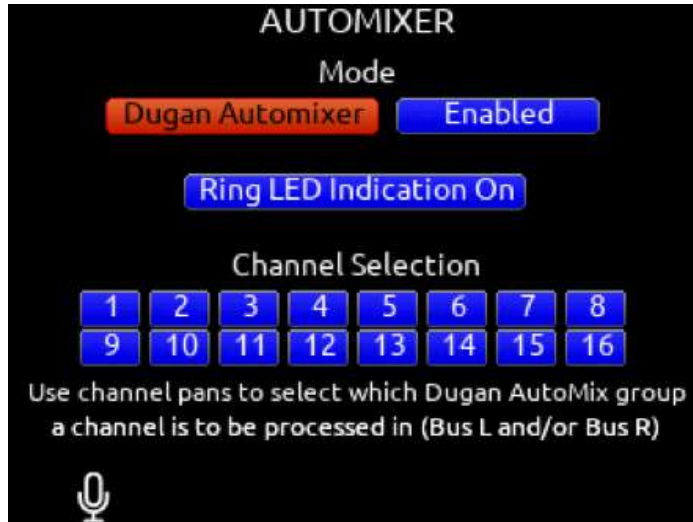 AUTOMIXER
Mode
Dugan Automixer Enabled
Ring LED Indication On
Channel Selection
1 2 3 4 5 6 7 8
9 10 11 12 13 14 15 16
Use channel pans to select which Dugan AutoMix group
a channel is to be processed in (Bus L and/or Bus R)